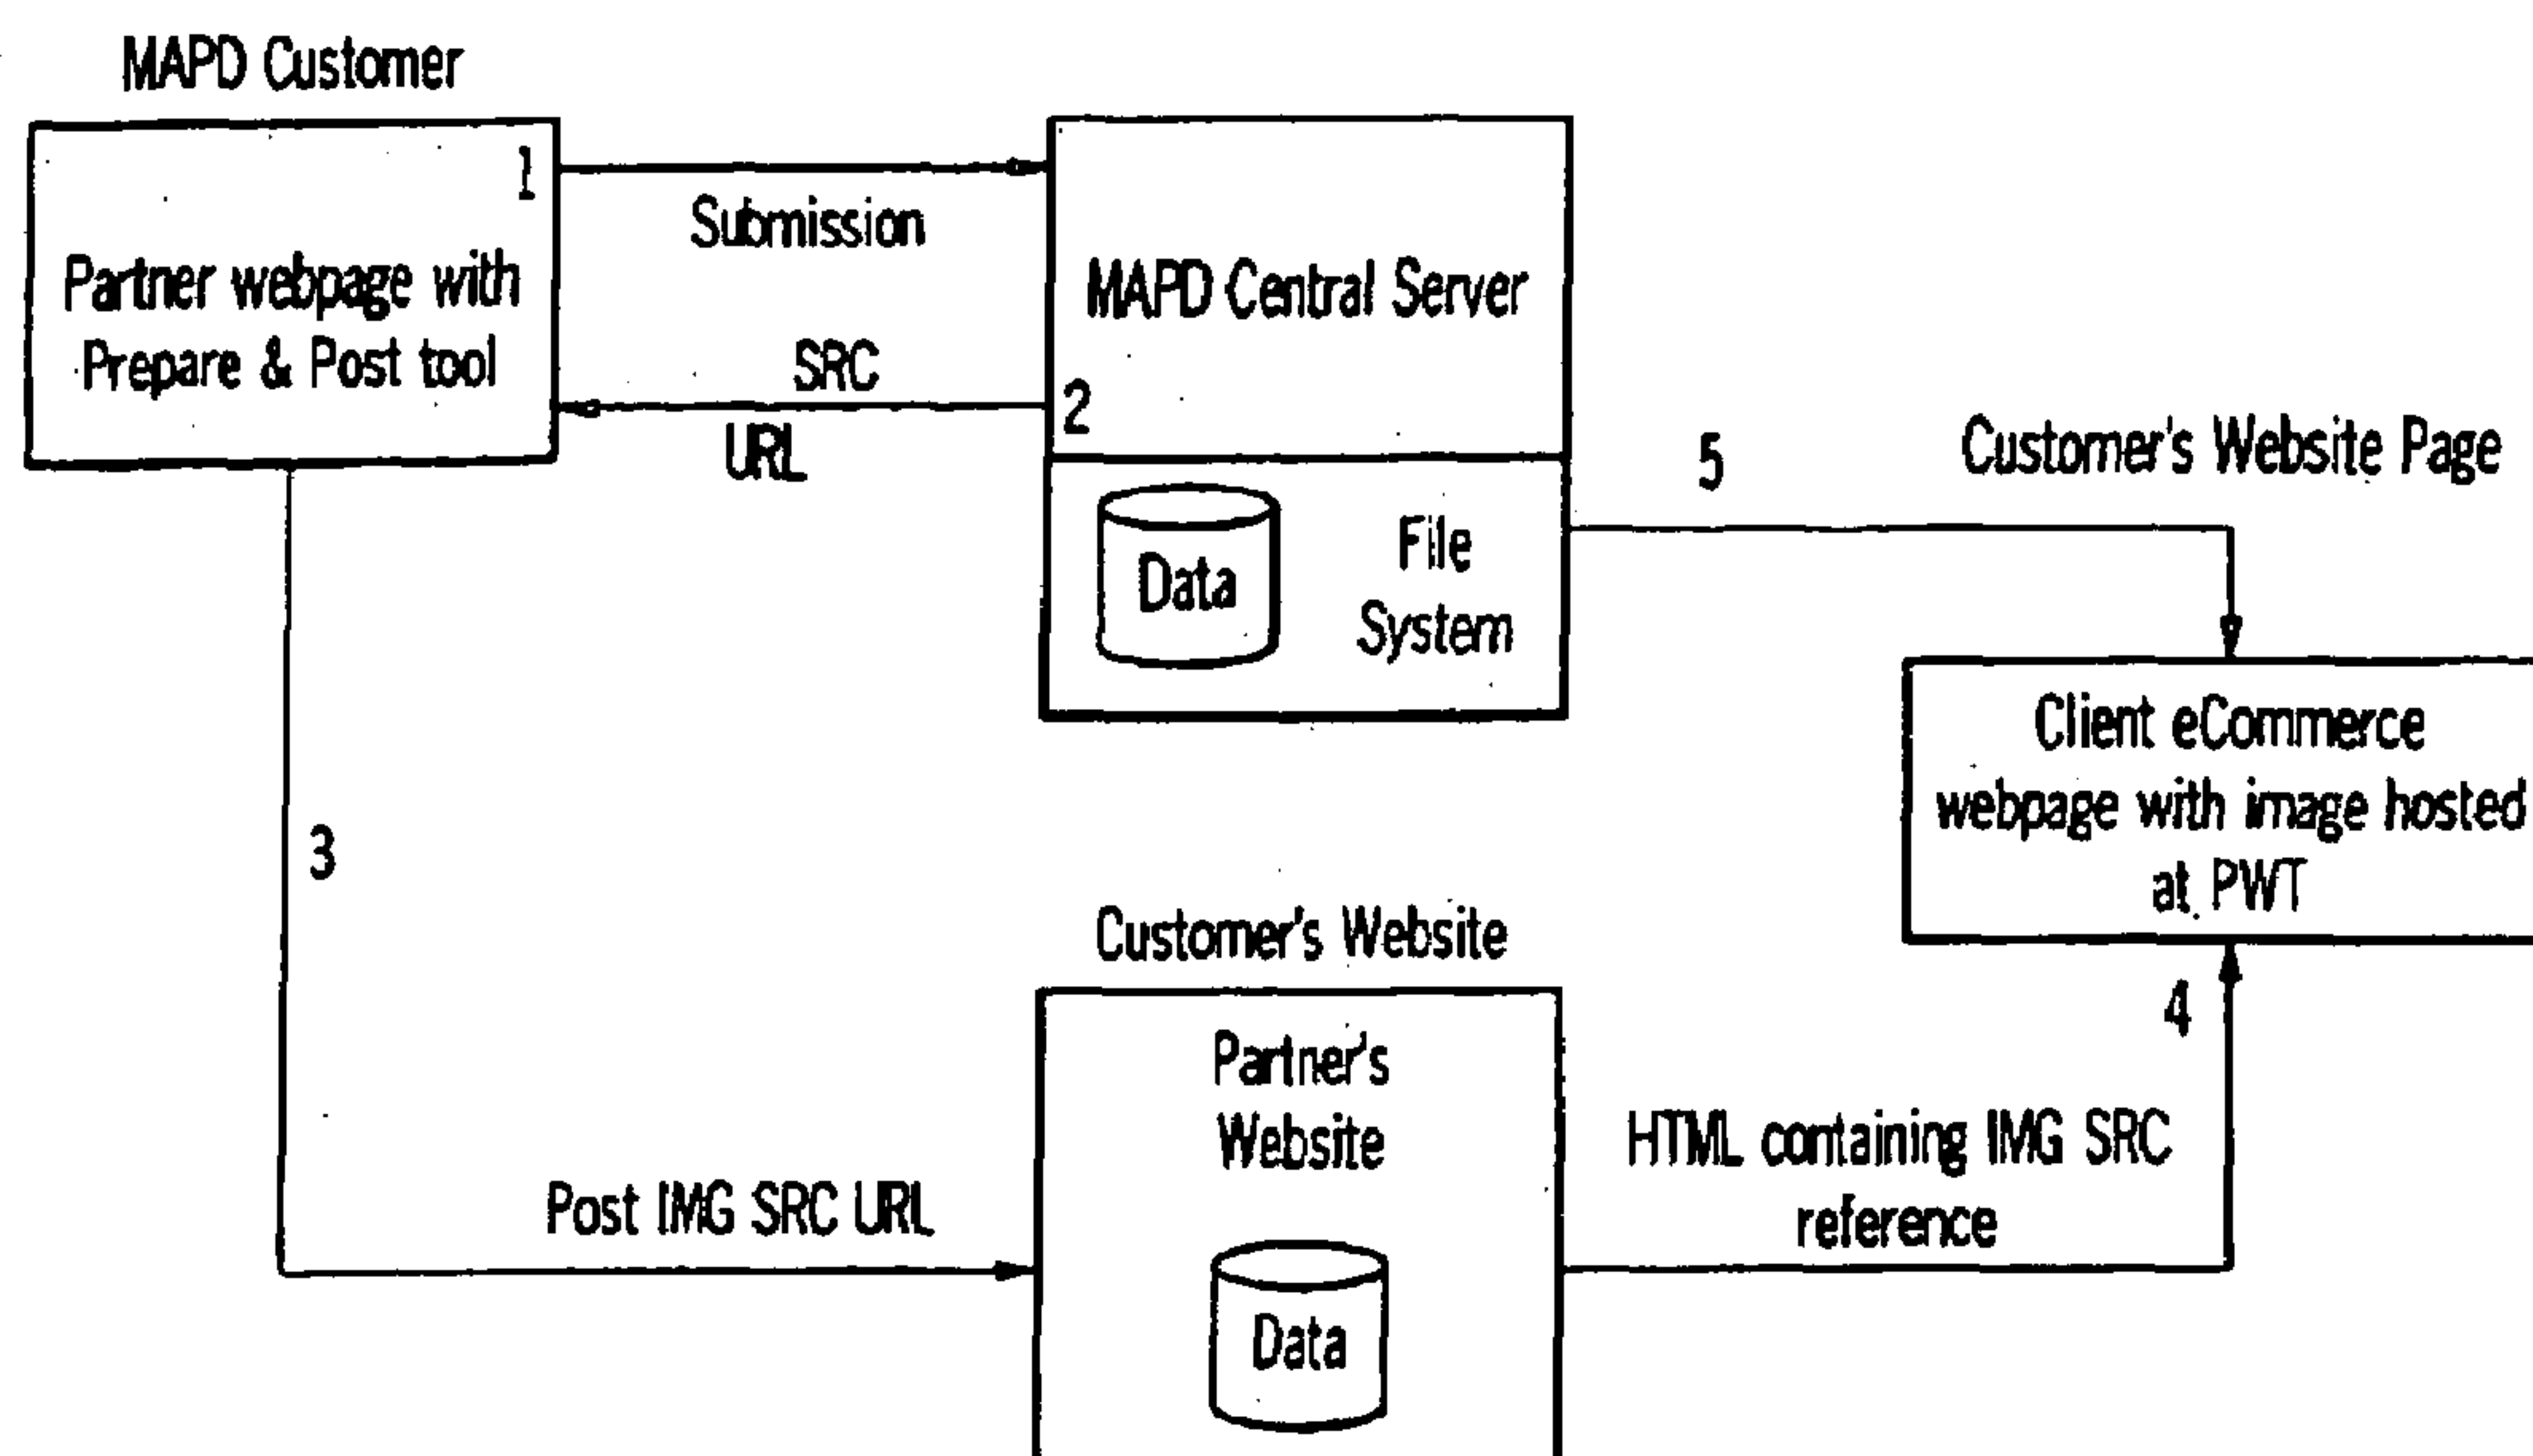 MAPD Customer
1
Partner webpage with
Prepare & Post tool
Submission
SRC
URL
MAPD Central Server
2
Data
File
System
5
Customer's Website Page
Client eCommerce
webpage with image hosted
at PWT
3
Post IMG SRC URL
Customer's Website
Partner's
Website
Data
HTML containing IMG SRC
reference
4